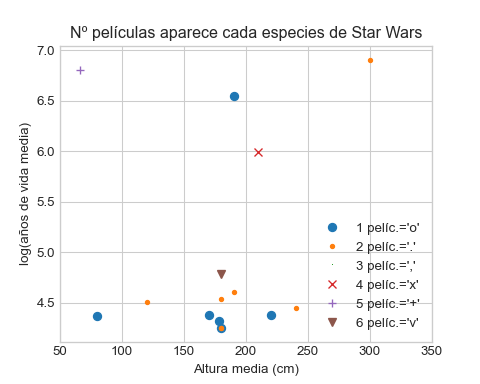 Nº películas aparece cada especies de Star Wars
log(años de vida media)
7.0
6.5
6.0
5.5
5.0
4.5
1 pelíc.='o'
2 pelíc.='.'
3 pelíc.=','
4 pelíc.='x'
5 pelíc.='+'
6 pelíc.='v'
50 100 150 200 250 300 350
Altura media (cm)